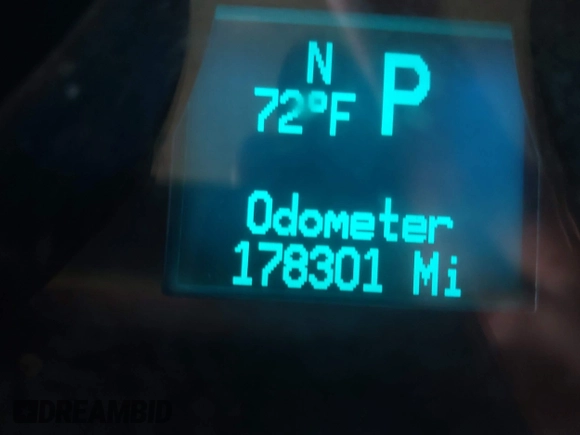 N
72°F P
Odometer
178301 Mi
DREAMBID